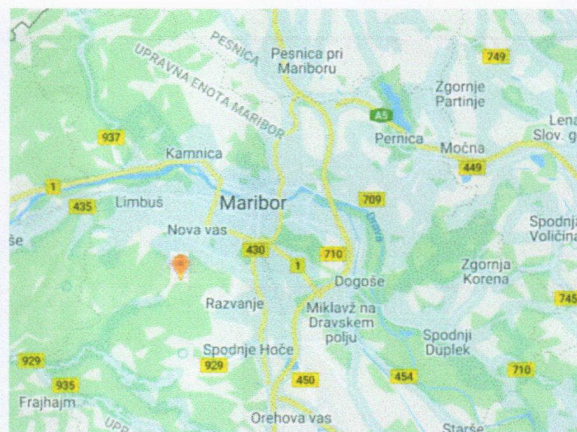 PESNICA
Pesnica pri
Mariboru
749
UPRAVNA ENOTA MARIBOR
Zgornje
Partinje
A5
937
Pernica
Močna
Lena
Slov. g
449
Kamnica
1
435
Limbuš
Maribor
709
Drava
Spodnja
Voličina
še
Nova vas
430
1
710
Dogoše
Zgornja
Korena
745
Razvanje
Miklavž na
Dravskem
polju
Spodnji
Duplek
929
Spodnje Hoče
929
935
450
454
710
Frajhajm
Orehova vas
Starše
UPR